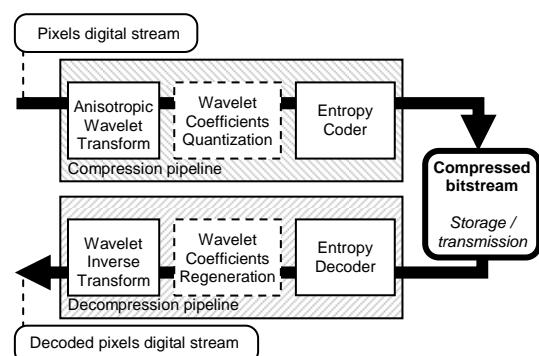 Pixels digital stream
Anisotropic
Wavelet
Transform
Wavelet
Coefficients
Quantization
Entropy
Coder
Compression pipeline
Compressed
bitstream
Storage /
transmission
Wavelet
Inverse
Transform
Wavelet
Coefficients
Regeneration
Entropy
Decoder
Decompression pipeline
Decoded pixels digital stream